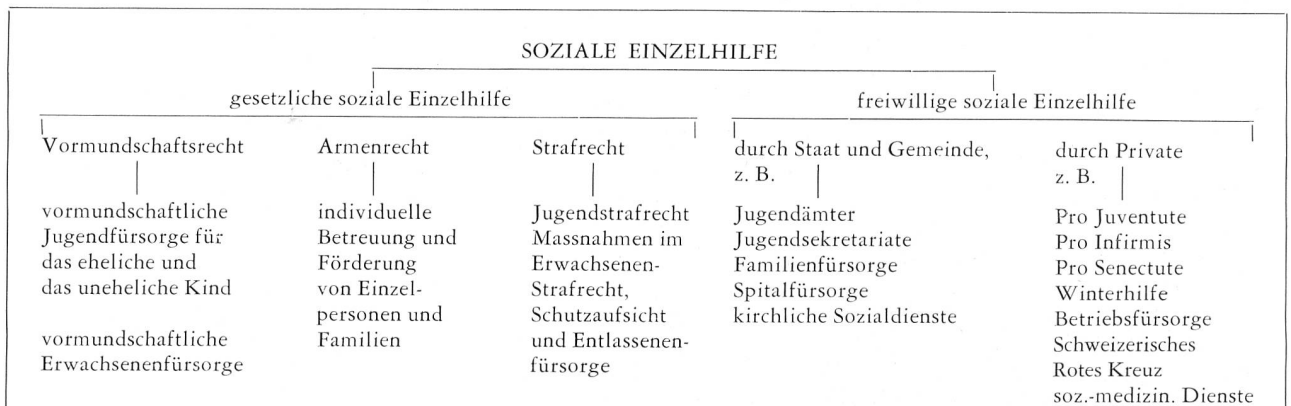 SOZIALE EINZELHILFE
gesetzliche soziale Einzelhilfe
freiwillige soziale Einzelhilfe
Vormundschaftsrecht
vormundschaftliche
Jugendfürsorge für
das eheliche und
das uneheliche Kind
vormundschaftliche
Erwachsenenfürsorge
Armenrecht
individuelle
Betreuung und
Förderung
von Einzel-
personen und
Familien
Strafrecht
Jugendstrafrecht
Massnahmen im
Erwachsenen-
Strafrecht,
Schutzaufsicht
und Entlassenen-
fürsorge
durch Staat und Gemeinde,
z. B.
Jugendämter
Jugendsekretariate
Familienfürsorge
Spitalfürsorge
kirchliche Sozialdienste
durch Private
z. B.
Pro Juventute
Pro Infirmis
Pro Senectute
Winterhilfe
Betriebsfürsorge
Schweizerisches
Rotes Kreuz
soz.-medizin. Dienste